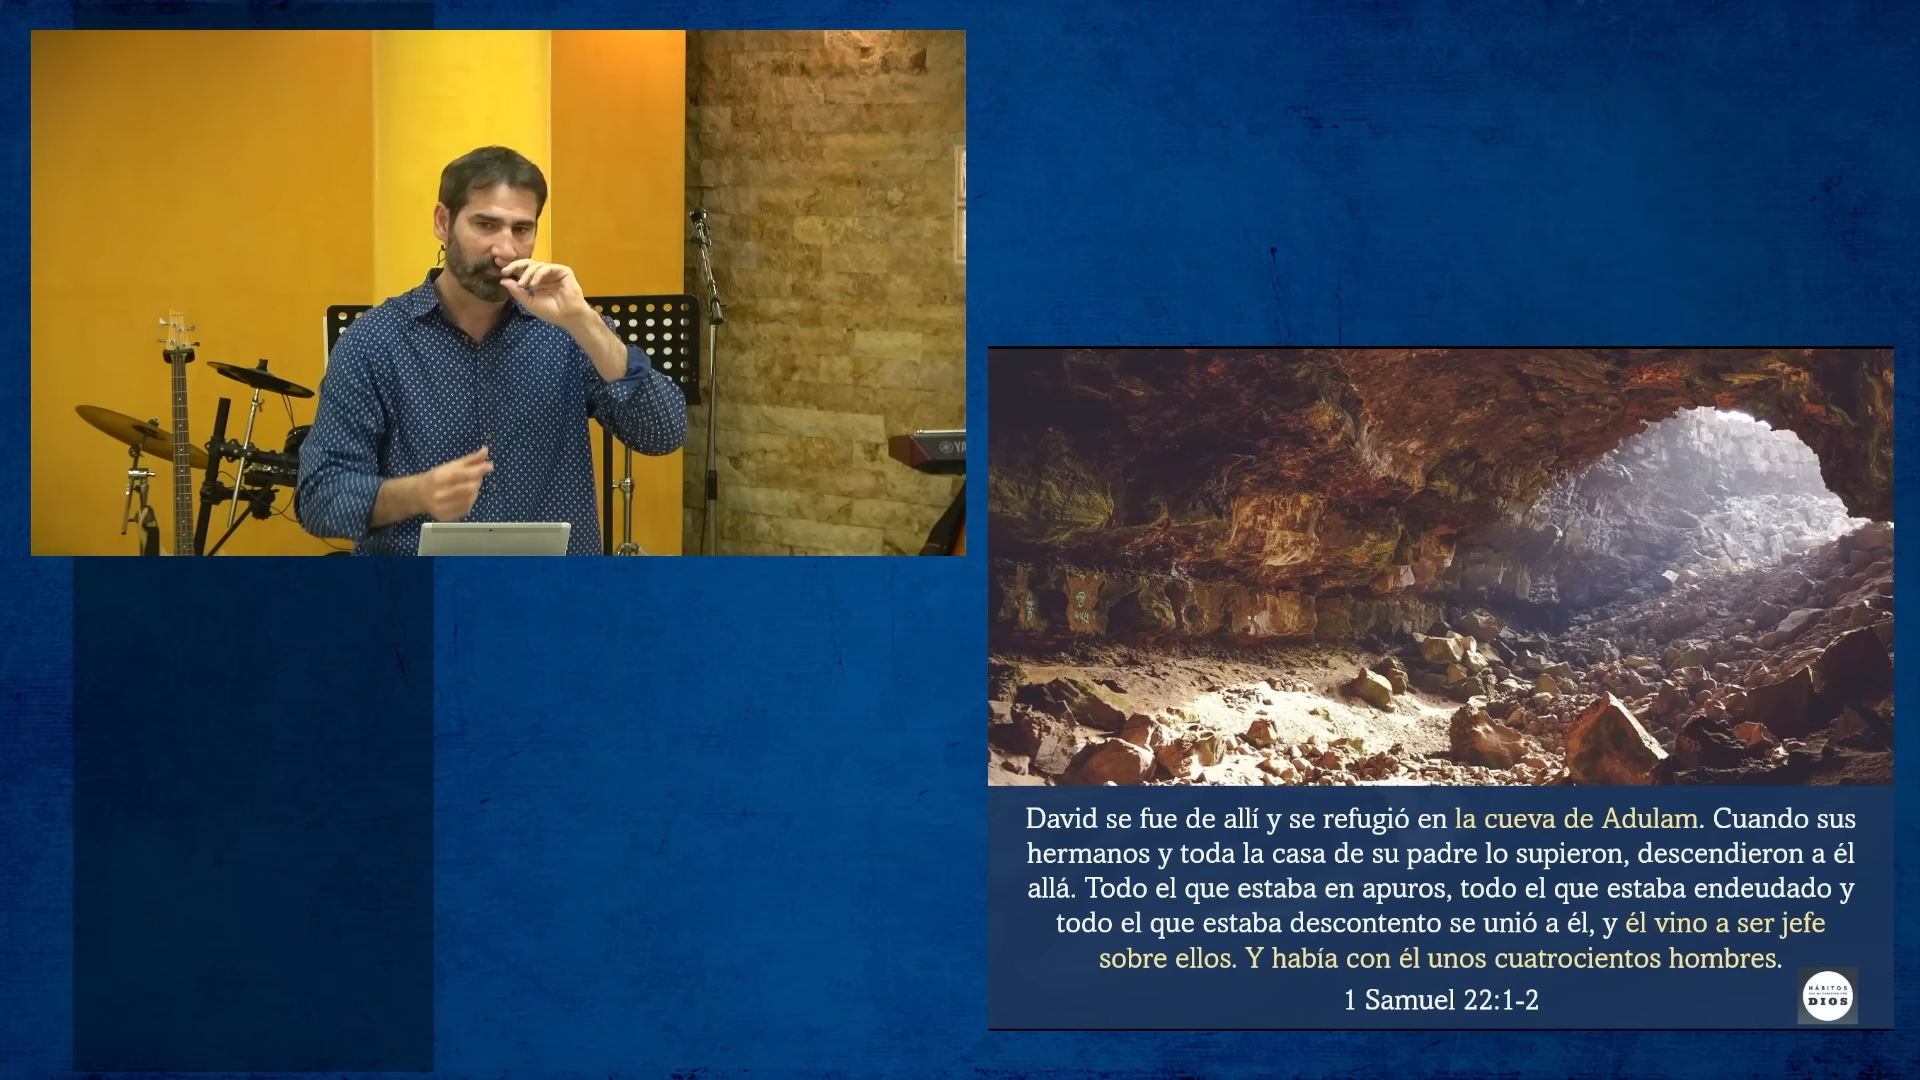 YA
David se fue de allí y se refugió en la cueva de Adulam. Cuando sus
hermanos y toda la casa de su padre lo supieron, descendieron a él
allá. Todo el que estaba en apuros, todo el que estaba endeudado y
todo el que estaba descontento se unió a él, y él vino a ser jefe
sobre ellos. Y había con él unos cuatrocientos hombres.
1 Samuel 22:1-2
HÁBITOS
DIOS